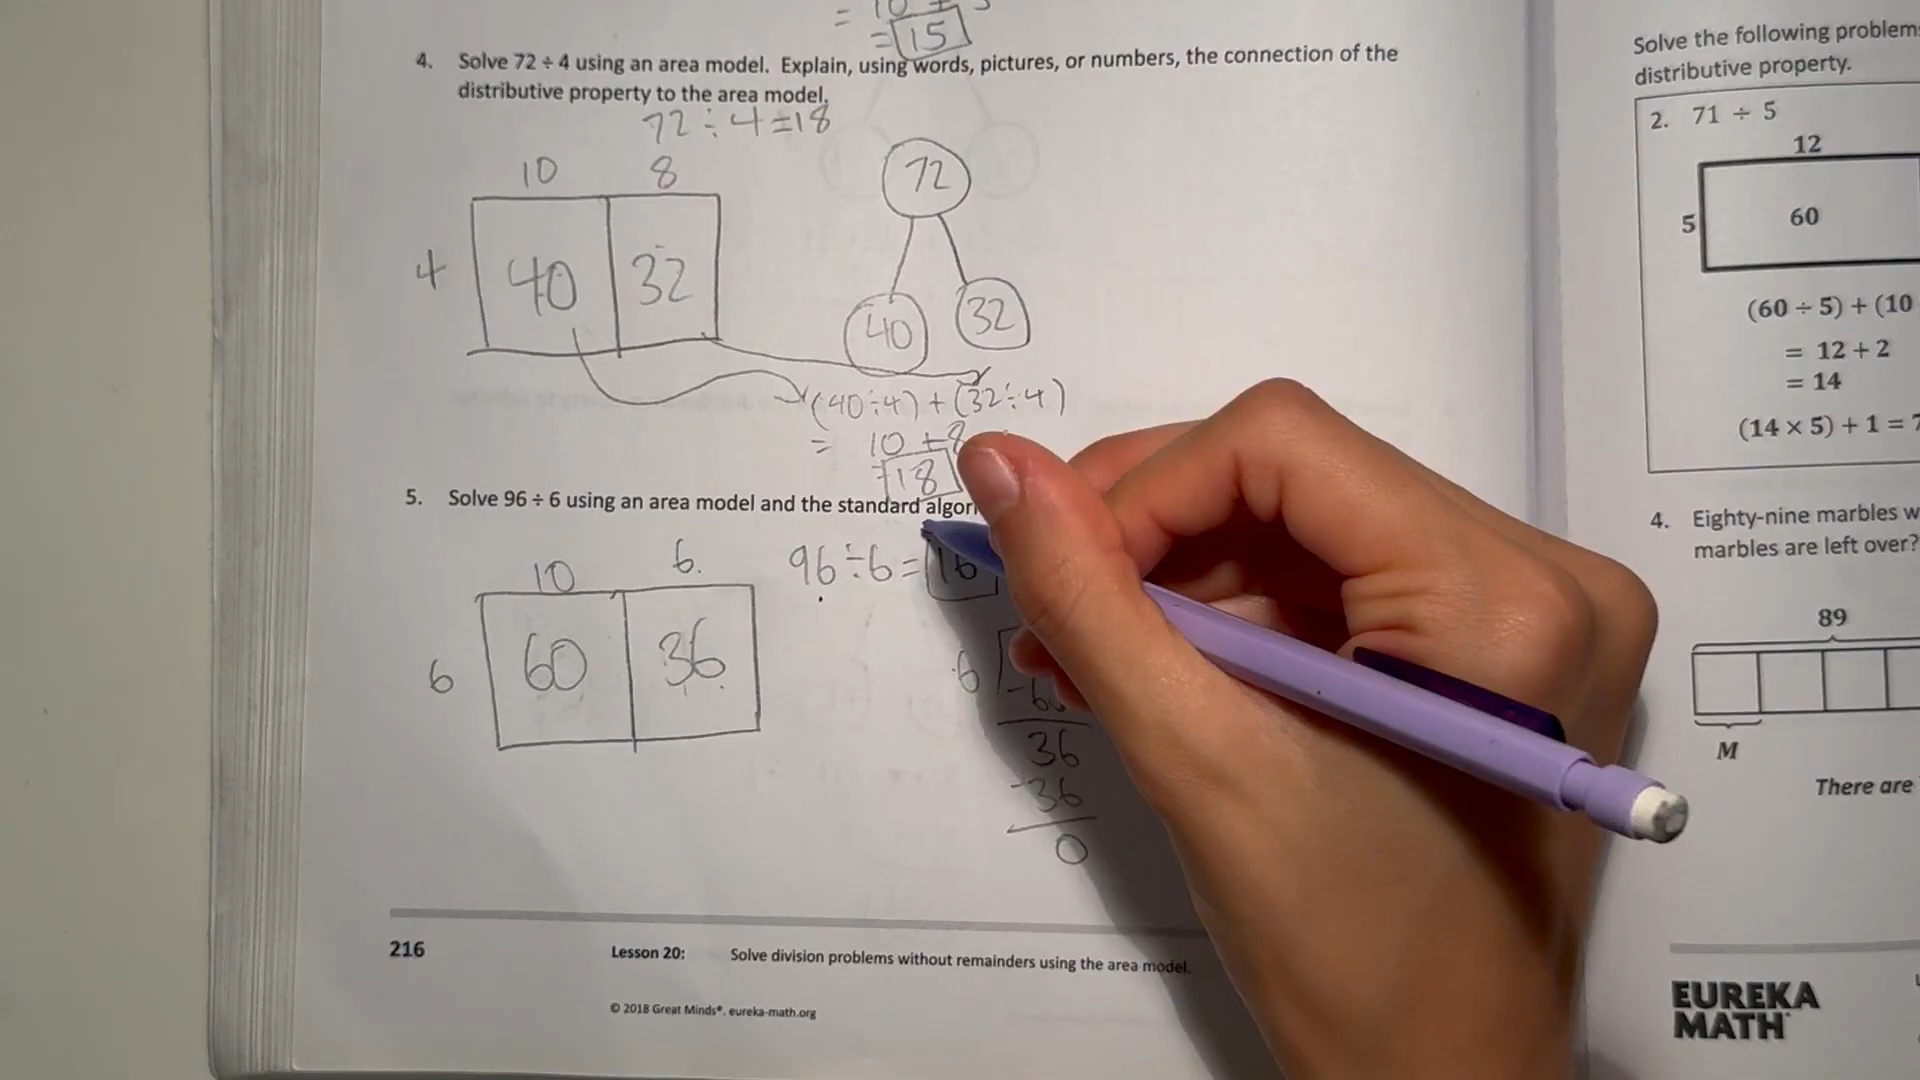 = 10 +
= 15
4. Solve 72 ÷ 4 using an area model. Explain, using words, pictures, or numbers, the connection of the
distributive property to the area model.
72 ÷ 4 = 18
10 8
4 40 32
72
40 32
(40 ÷ 4) + (32 ÷ 4)
= 10 + 8
= 18
5. Solve 96 ÷ 6 using an area model and the standard
10 6.
6 60 36
96 ÷ 6 = 16
6
36
-36
0
216 Lesson 20: Solve division problems without remainders using the area model.
© 2018 Great Minds®. eureka-math.org
Solve the following
distributive property.
2. 71 ÷ 5
12
5 60
(60 ÷ 5) + (10
= 12 + 2
= 14
(14 × 5) + 1 =
4. Eighty-nine marbles
marbles are left over?
89
M
There are
EUREKA
MATH